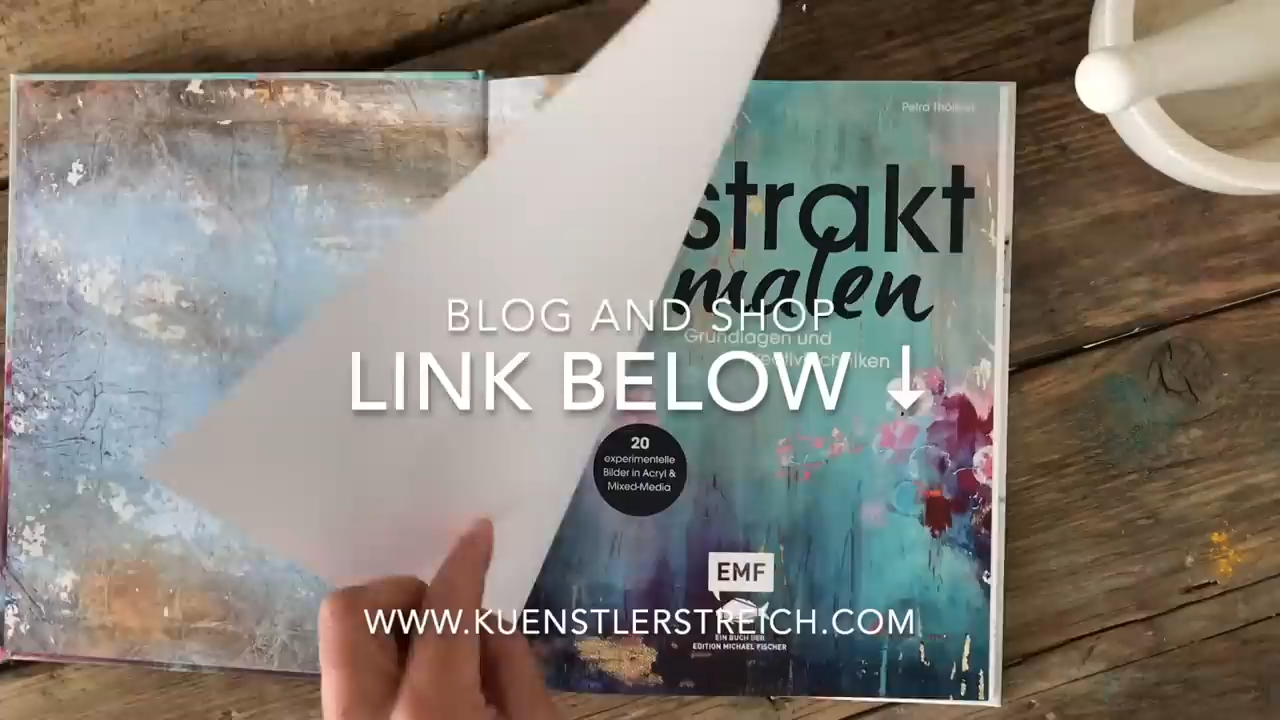 Petra
strakt
malen
BLOG AND SHOP
Grundlagen und
LINK BELOW ↓
20
experimentelle
Bilder in Acryl &
Mixed-Media
EMF
WWW.KUENSTLERSTREICH.COM
EIN BUCH DER
EDITION MICHAEL FISCHER